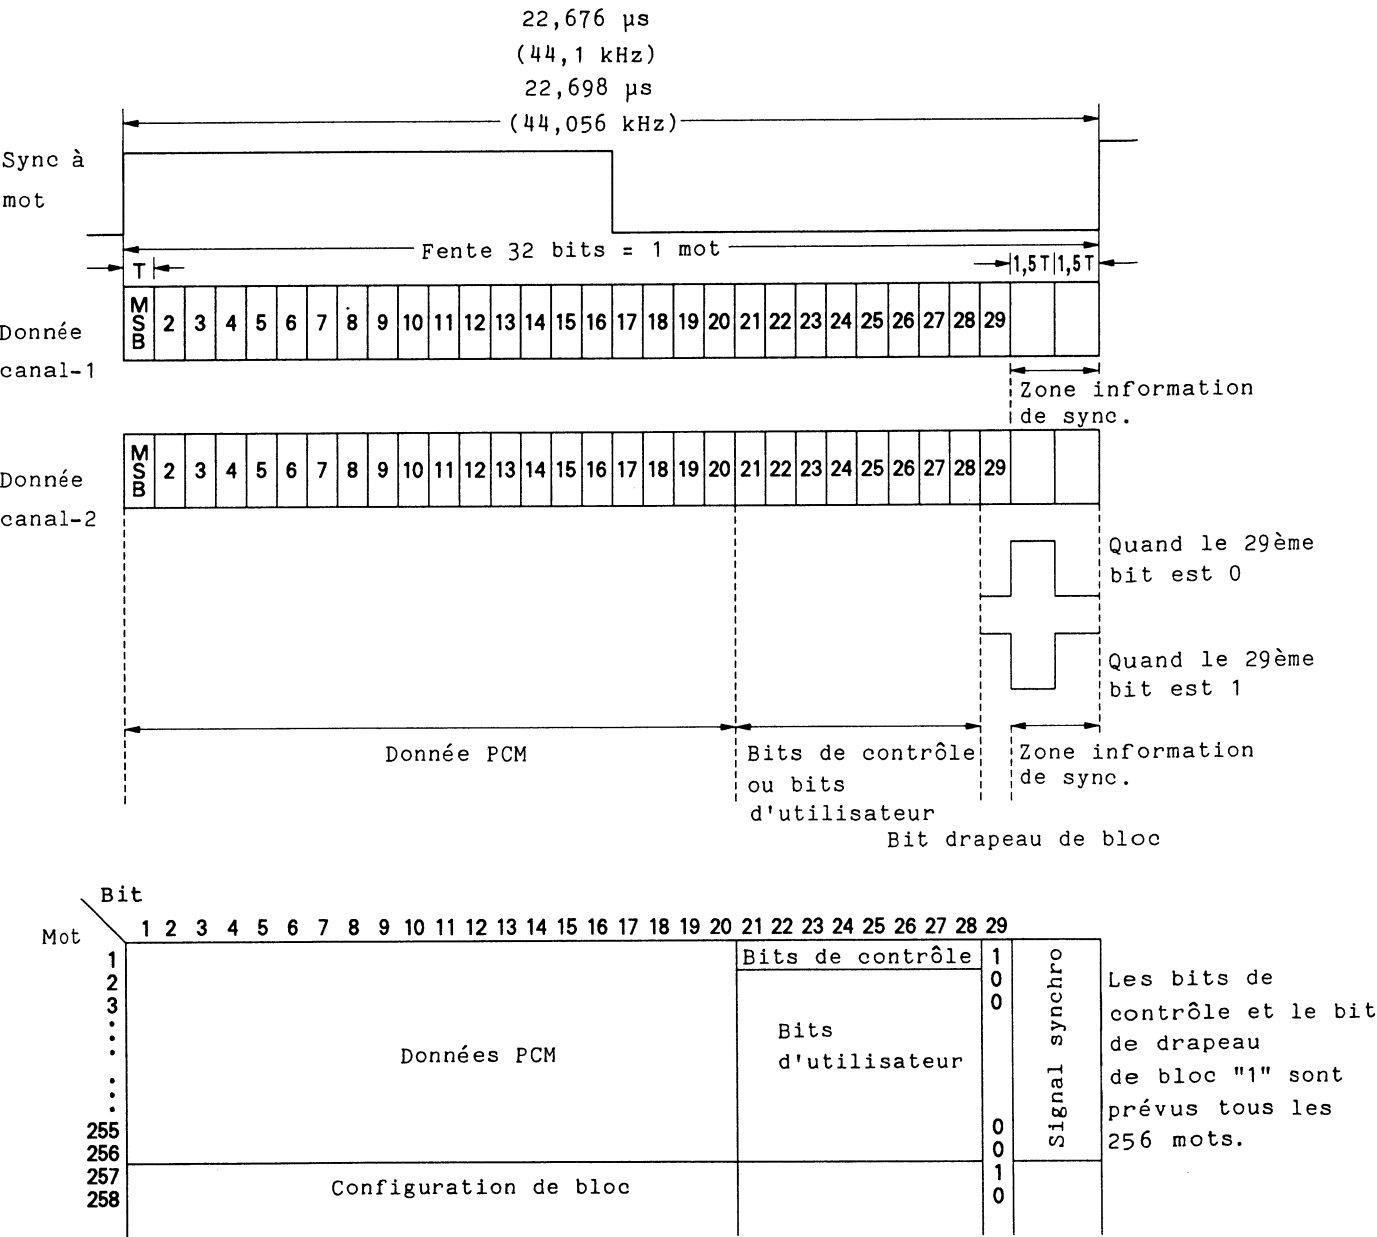 22,676 µs
(44,1 kHz)
22,698 µs
(44,056 kHz)
Sync à
mot
Fente 32 bits = 1 mot
T 1,5T 1,5T
Donnée
canal-1
MSB 2 3 4 5 6 7 8 9 10 11 12 13 14 15 16 17 18 19 20 21 22 23 24 25 26 27 28 29
Zone information
de sync.
Donnée
canal-2
MSB 2 3 4 5 6 7 8 9 10 11 12 13 14 15 16 17 18 19 20 21 22 23 24 25 26 27 28 29
Quand le 29ème
bit est 0
Quand le 29ème
bit est 1
Donnée PCM
Bits de contrôle
ou bits
d'utilisateur
Zone information
de sync.
Bit drapeau de bloc
Bit
Mot
1 2 3 4 5 6 7 8 9 10 11 12 13 14 15 16 17 18 19 20 21 22 23 24 25 26 27 28 29
1
2
3
255
256
257
258
Données PCM
Configuration de bloc
Bits de contrôle
Bits
d'utilisateur
1
0
0
0
0
1
0
Signal synchro
Les bits de
contrôle et le bit
de drapeau
de bloc "1" sont
prévus tous les
256 mots.